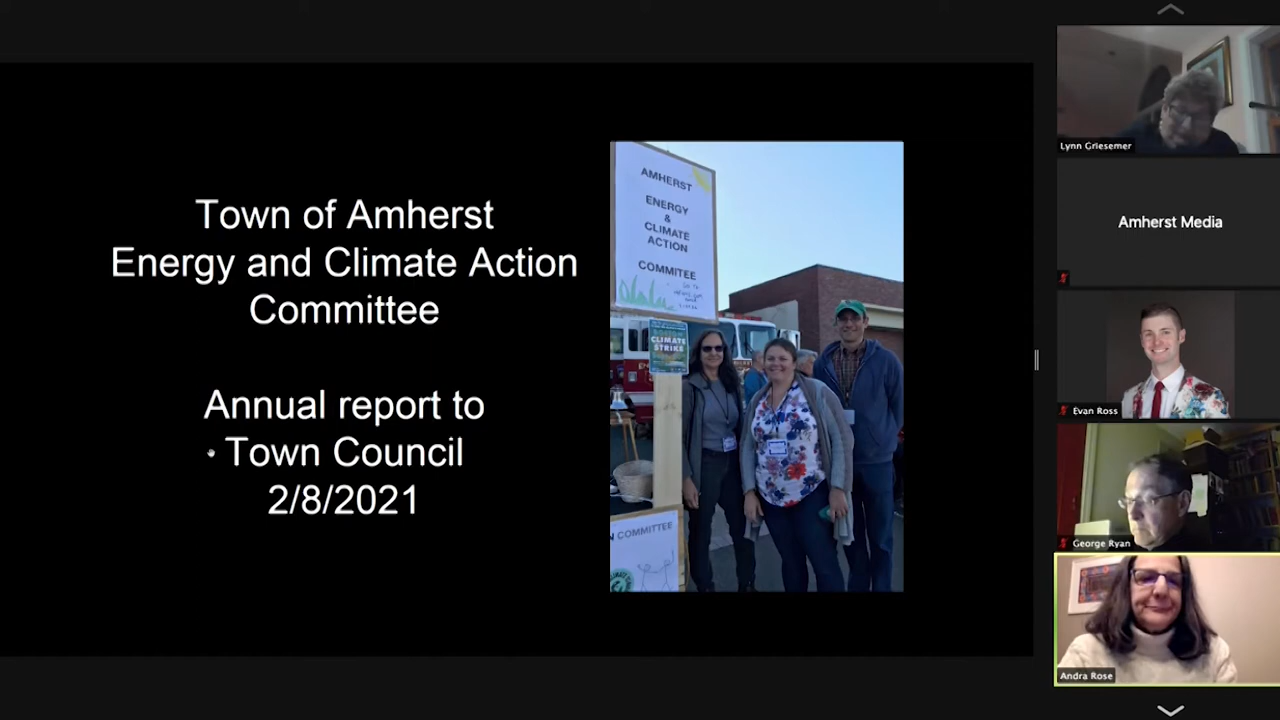 Town of Amherst
Energy and Climate Action
Committee
Annual report to
Town Council
2/8/2021
AMHERST
ENERGY
&
CLIMATE
ACTION
COMMITEE
CLIMATE
STRIKE
COMMITTEE
Lynn Griesemer
Amherst Media
Evan Ross
George Ryan
Andra Rose